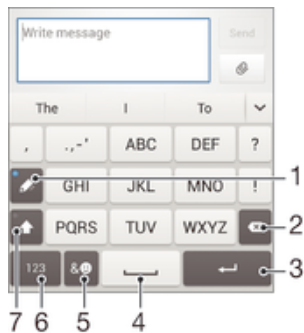 Write message
Send
The I To
, .,-' ABC DEF ?
GHI JKL MNO ! 1
PQRS TUV WXYZ 2
123 & 3
7 6 5 4